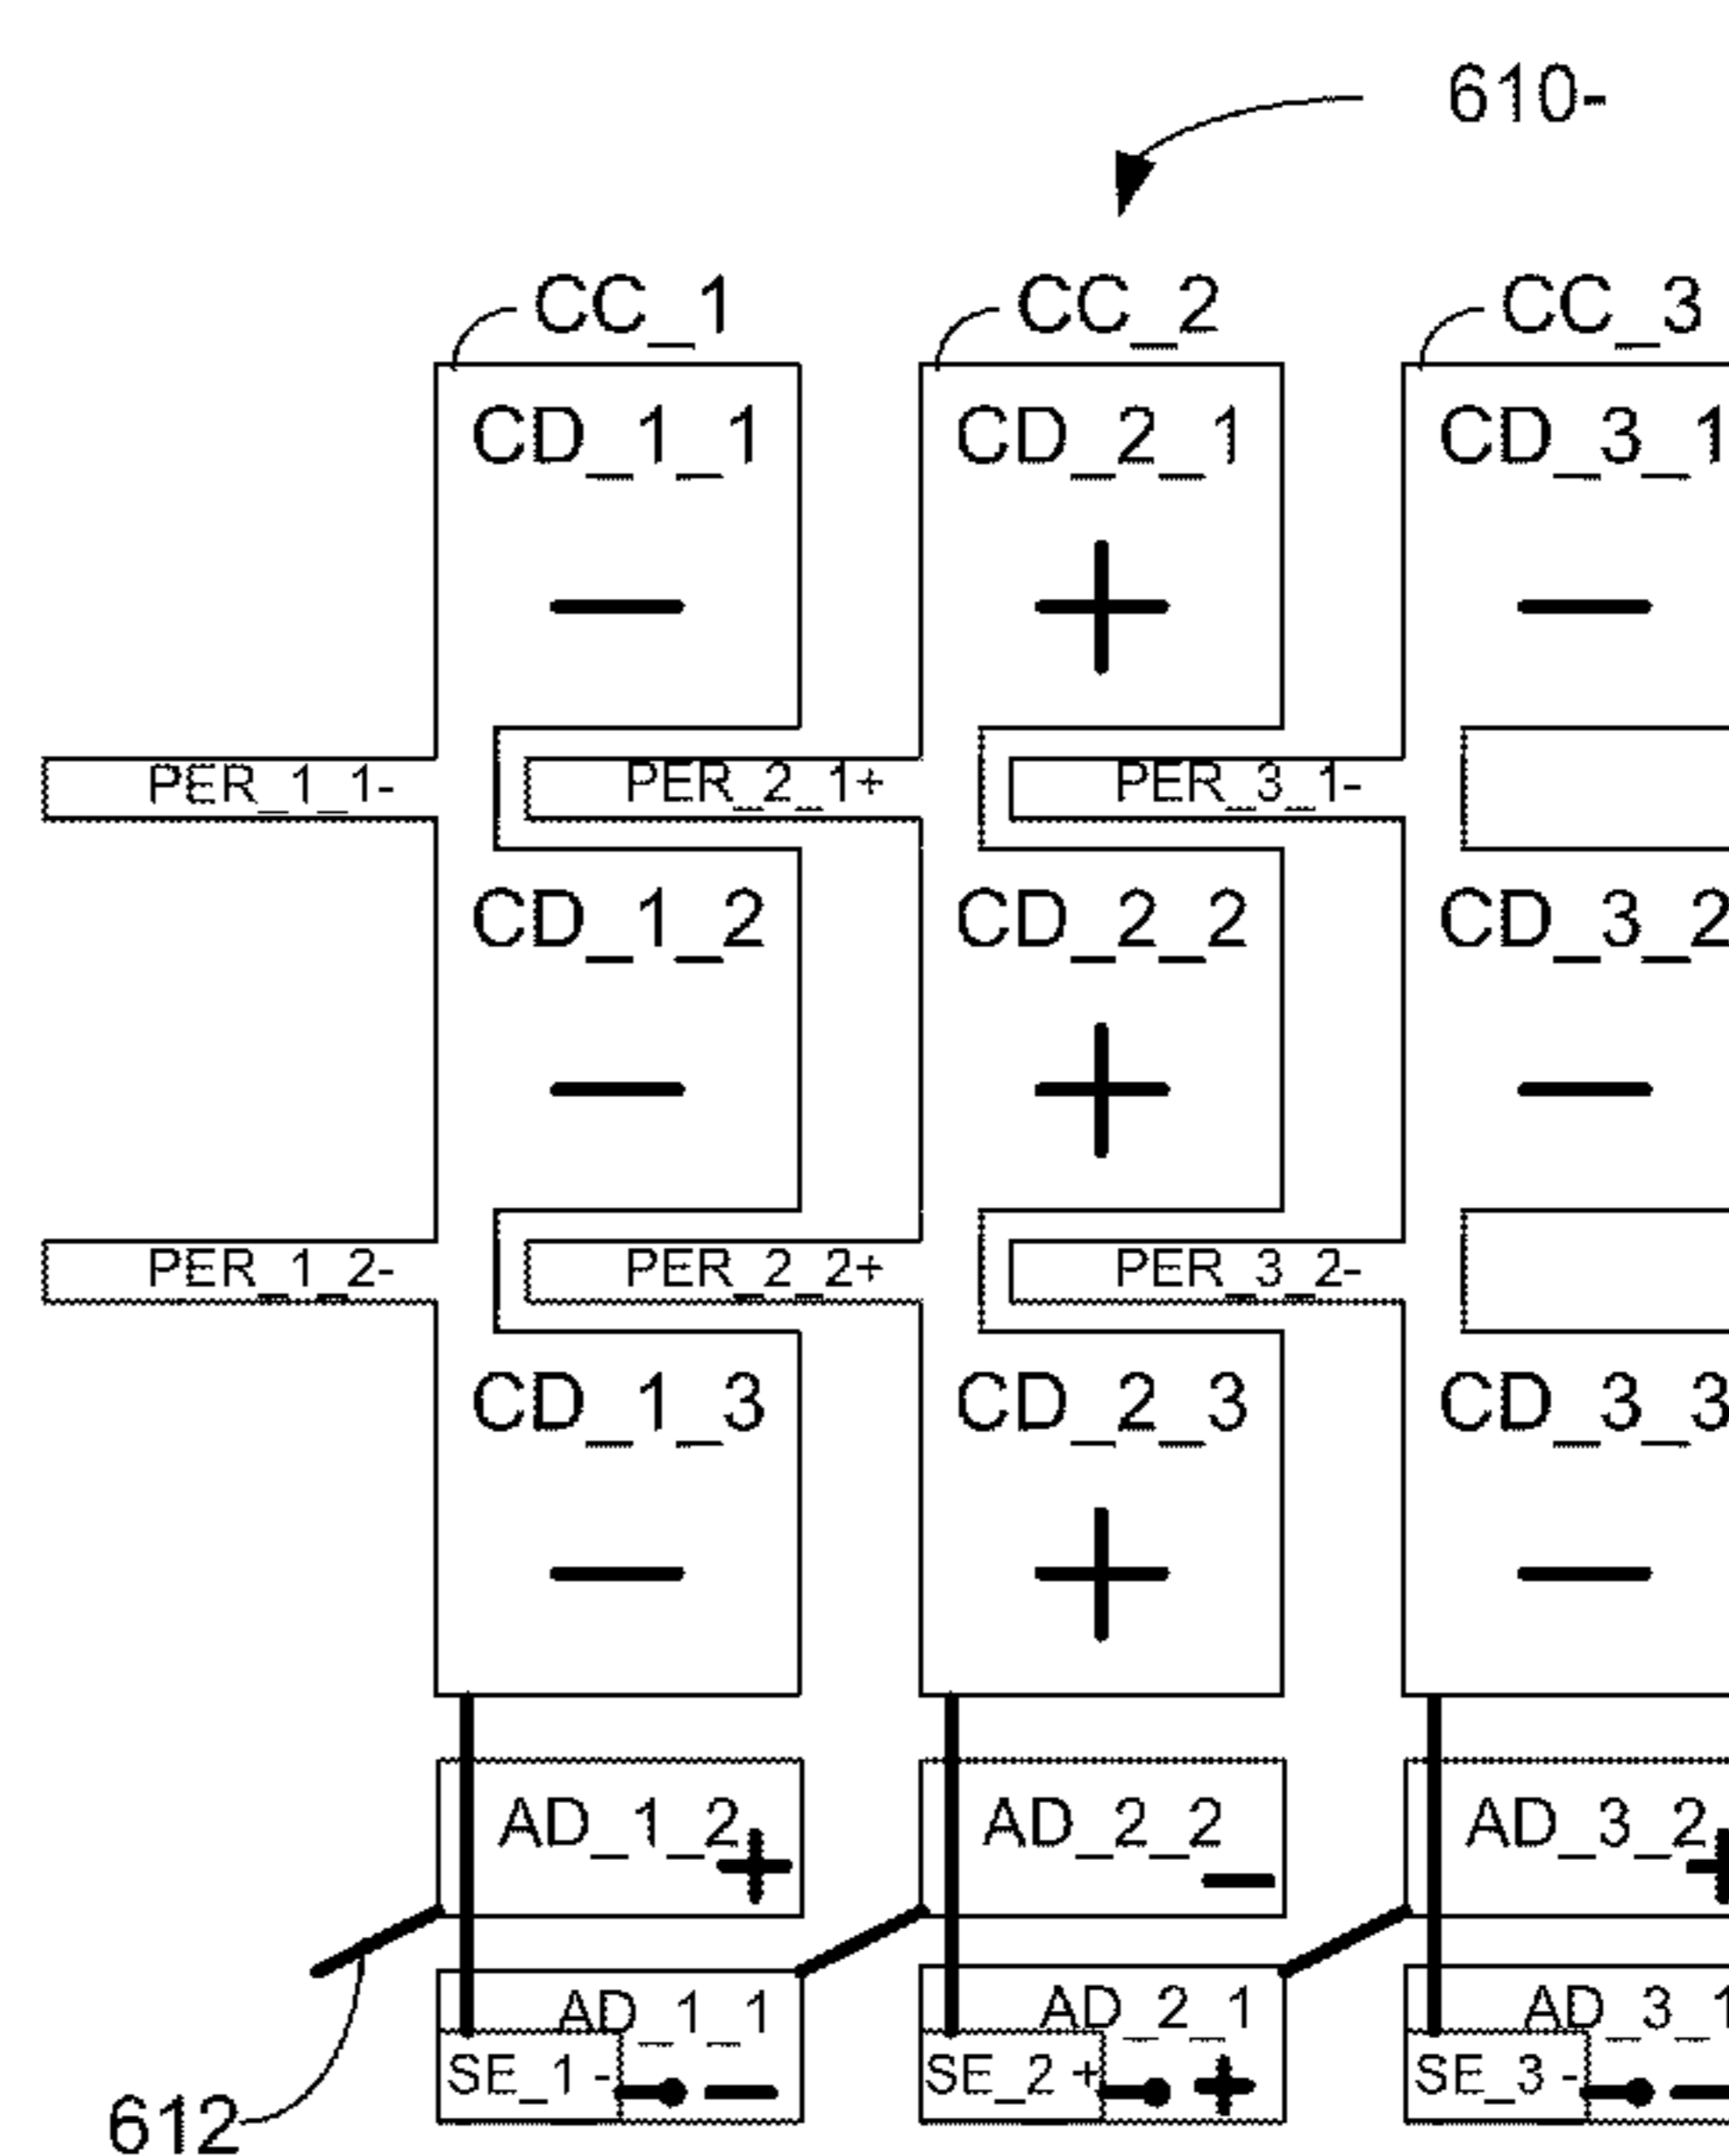 610-
CC_1 CC_2 CC_3
CD_1_1 CD_2_1 CD_3_1
− + −
PER_1_1- PER_2_1+ PER_3_1-
CD_1_2 CD_2_2 CD_3_2
− + −
PER_1_2- PER_2_2+ PER_3_2-
CD_1_3 CD_2_3 CD_3_3
− + −
AD_1_2 + AD_2_2 − AD_3_2 +
AD_1_1 AD_2_1 AD_3_1
SE_1 - − SE_2 + + SE_3 - −
612